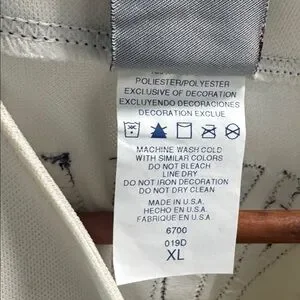 POLIESTER/POLYESTER
EXCLUSIVE OF DECORATION
EXCLUYENDO DECORACIONES
DECORATION EXCLUE
MACHINE WASH COLD
WITH SIMILAR COLORS
DO NOT BLEACH
LINE DRY
DO NOT IRON DECORATION
DO NOT DRY CLEAN
MADE IN U.S.A.
HECHO EN U.S.A.
FABRIQUE EN U.S.A.
6700
019D
XL